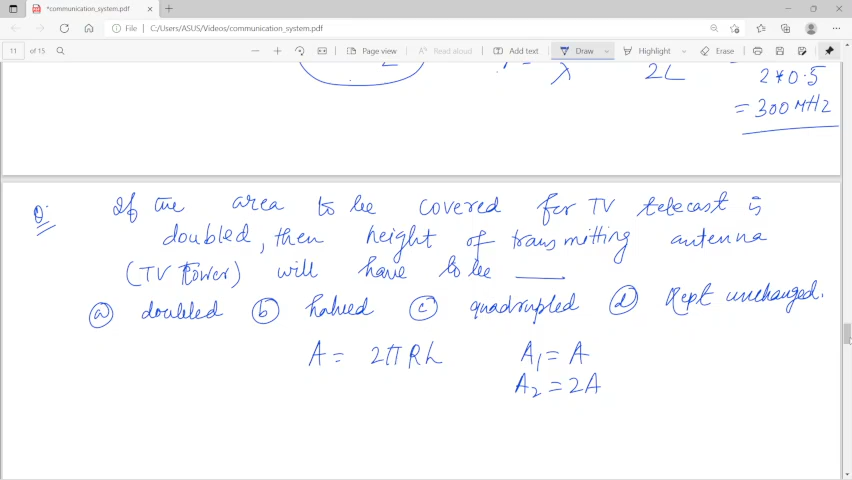 *communication_system.pdf
File | C:/Users/ASUS/Videos/communication_system.pdf
11 of 15
Page view
Read aloud
Add text
Draw
Highlight
Erase
λ 2L 2*0.5
= 300 MHz
Q: If the area to be covered for TV telecast is
doubled, then height of transmitting antenna
(TV Tower) will have to be ___
(a) doubled (b) halved (c) quadrupled (d) Kept unchanged.
A = 2πRh A₁ = A
A₂ = 2A